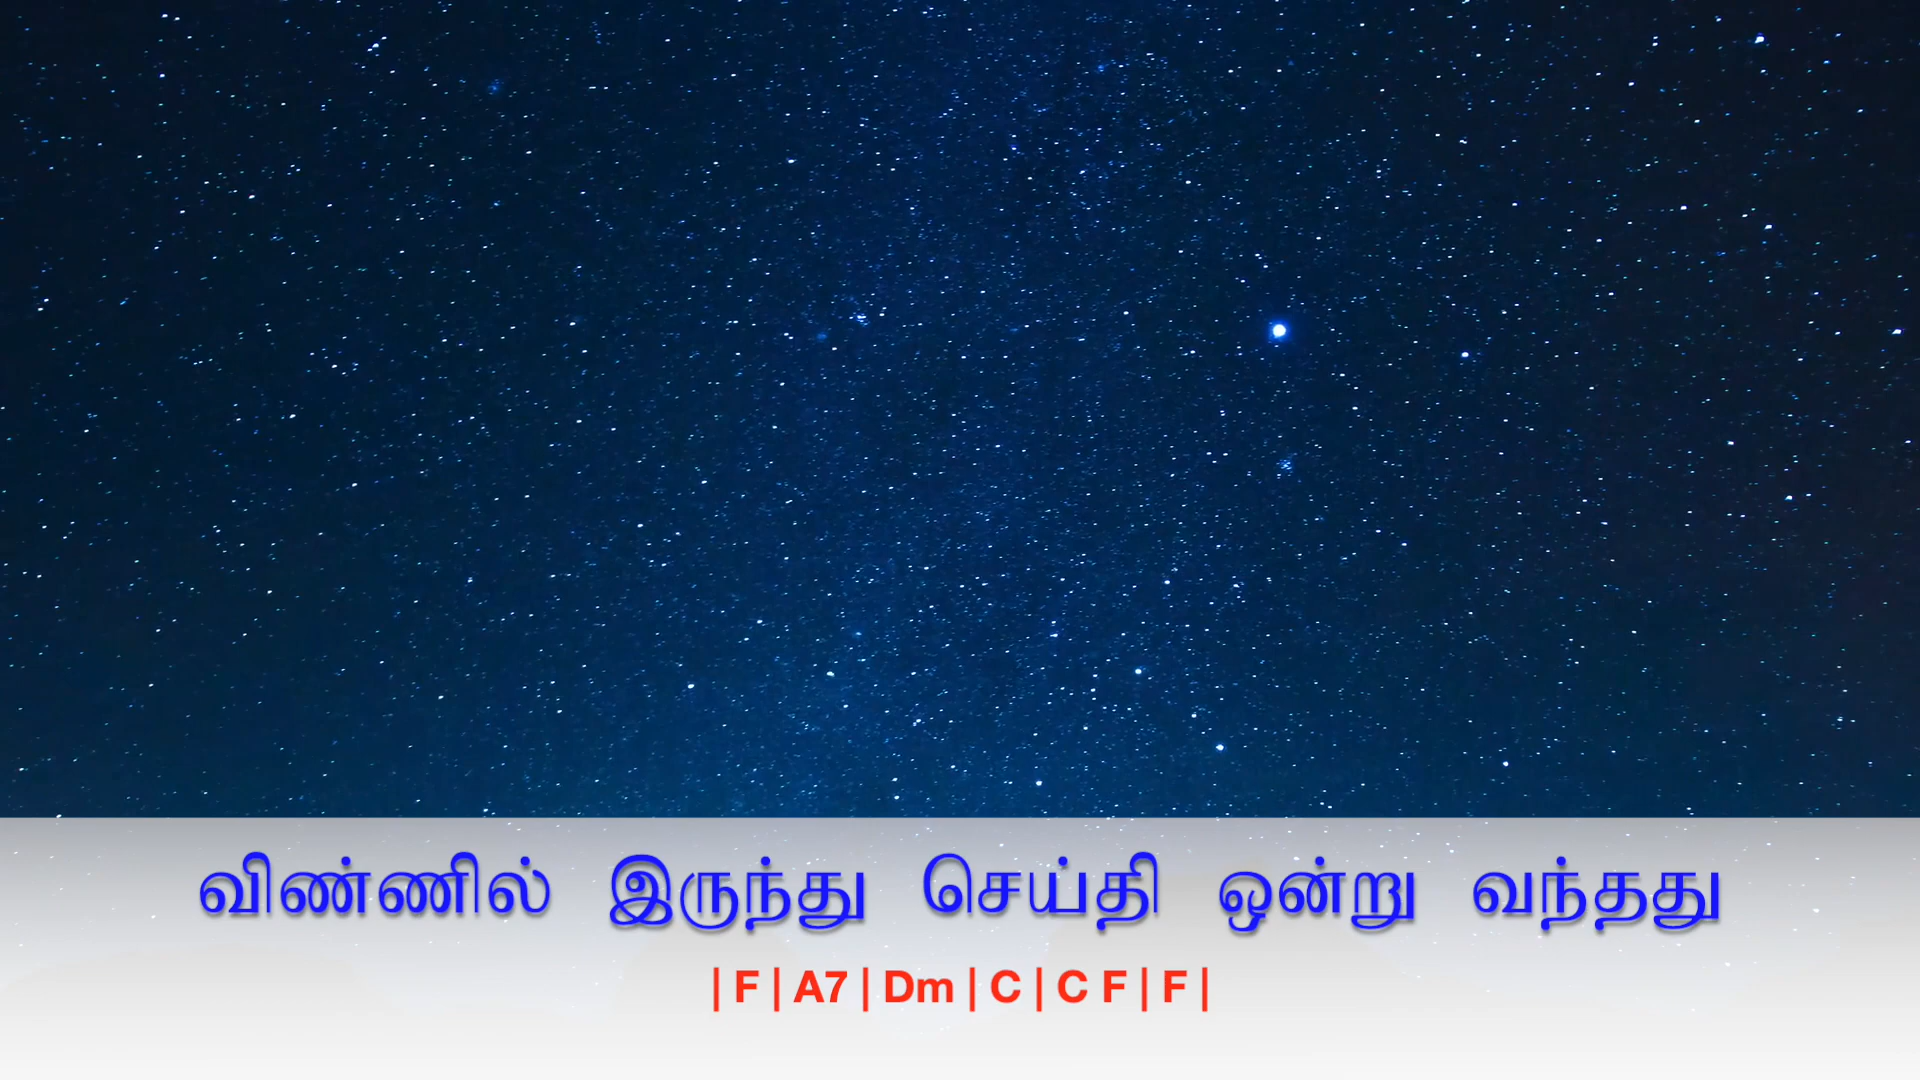 விண்ணில் இருந்து செய்தி ஒன்று வந்தது
| F | A7 | Dm | C | C F | F |